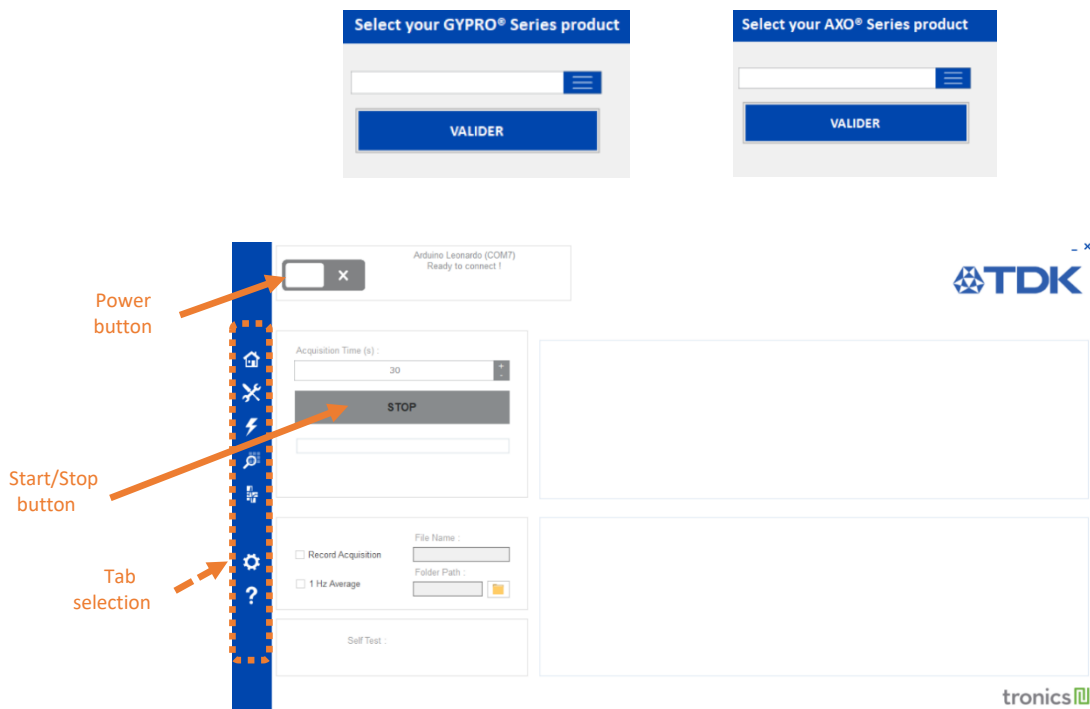 Select your GYPRO® Series product
Select your AXO® Series product
VALIDER
VALIDER
Arduino Leonardo (COM7)
Ready to connect !
TDK
Power
button
Acquisition Time (s) :
30
+
-
STOP
Start/Stop
button
File Name :
Record Acquisition
Folder Path :
1 Hz Average
Tab
selection
?
Self Test :
tronics